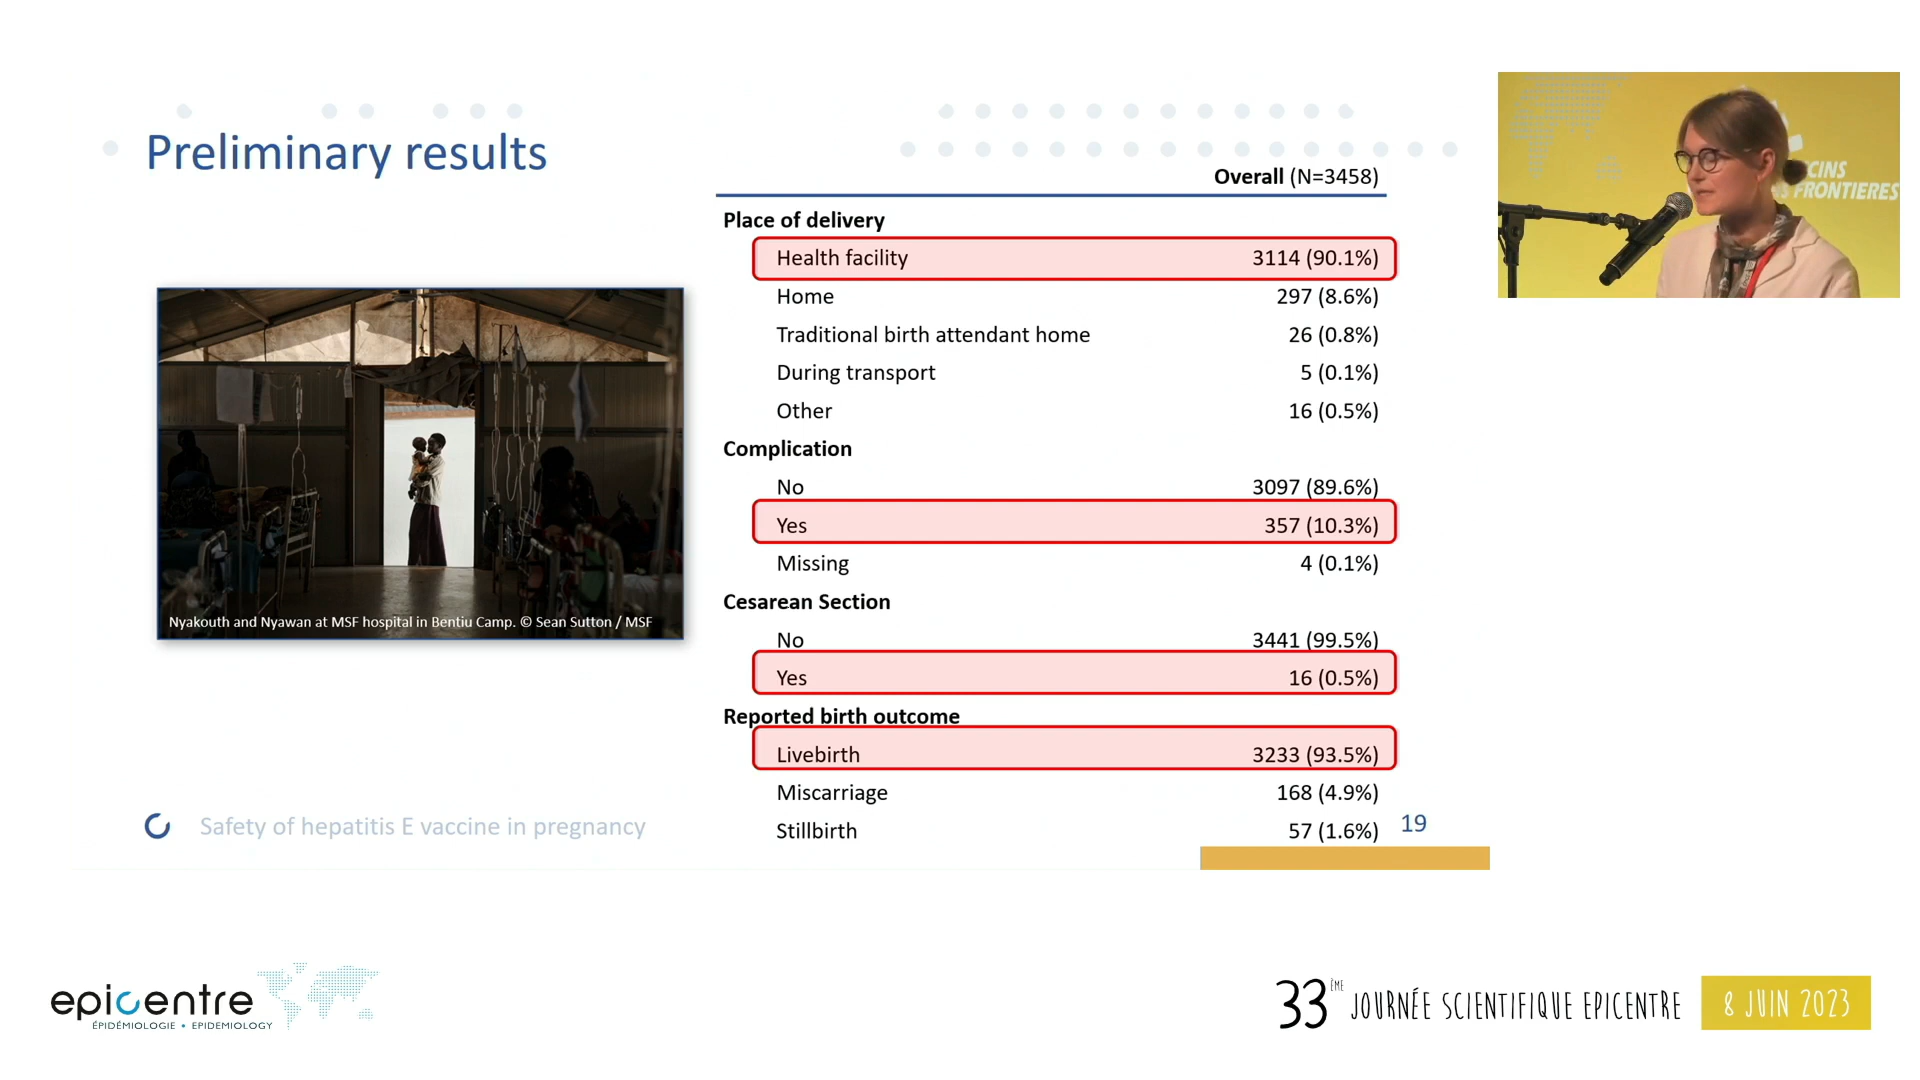 Preliminary results
Overall (N=3458)
Place of delivery
Health facility 3114 (90.1%)
Home 297 (8.6%)
Traditional birth attendant home 26 (0.8%)
During transport 5 (0.1%)
Other 16 (0.5%)
Complication
No 3097 (89.6%)
Yes 357 (10.3%)
Missing 4 (0.1%)
Cesarean Section
No 3441 (99.5%)
Yes 16 (0.5%)
Reported birth outcome
Livebirth 3233 (93.5%)
Miscarriage 168 (4.9%)
Stillbirth 57 (1.6%)
Nyakouth and Nyawan at MSF hospital in Bentiu Camp. © Sean Sutton / MSF
Safety of hepatitis E vaccine in pregnancy
19
CINS
FRONTIERES
epicentre
ÉPIDÉMIOLOGIE • EPIDEMIOLOGY
33ÈME JOURNÉE SCIENTIFIQUE EPICENTRE
8 JUIN 2023